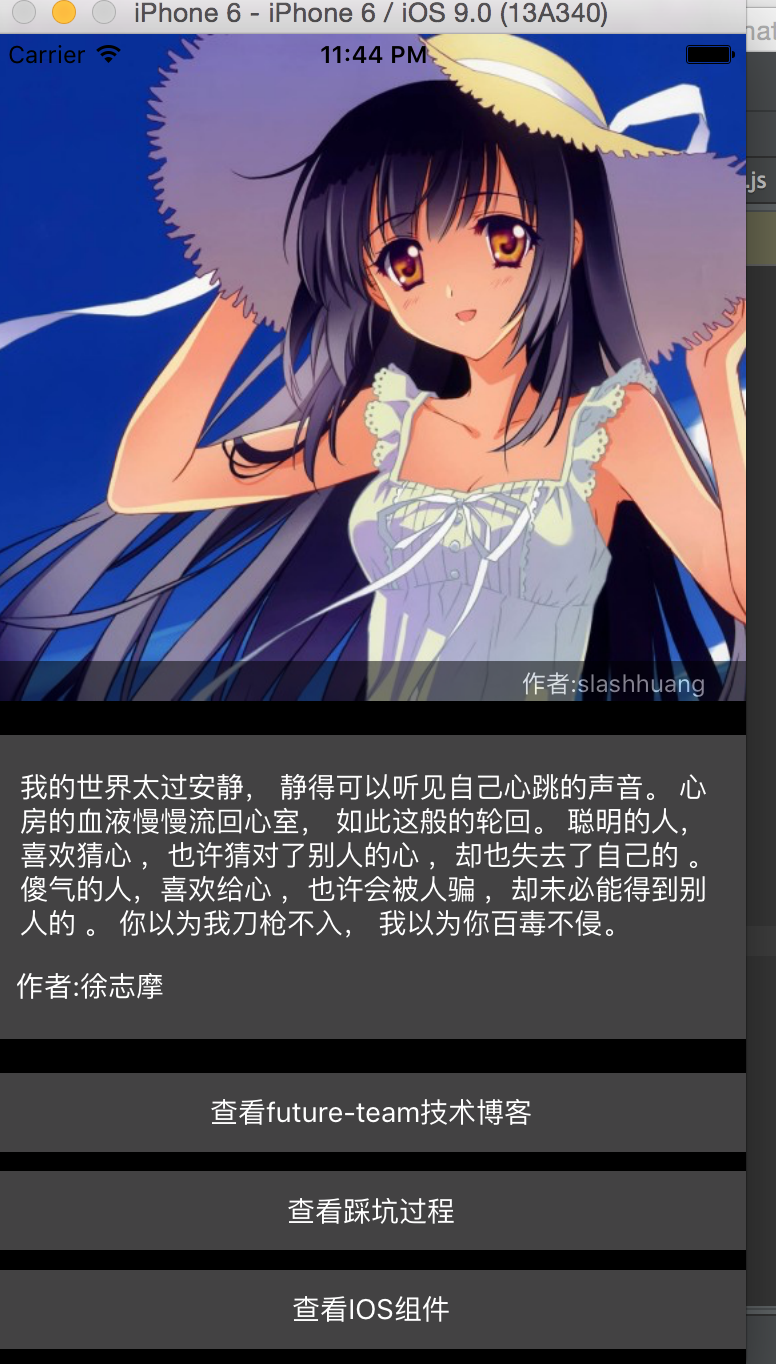 iPhone 6 - iPhone 6 / iOS 9.0 (13A340)
Carrier
11:44 PM
.js
作者:slashhuang
我的世界太过安静， 静得可以听见自己心跳的声音。 心
房的血液慢慢流回心室， 如此这般的轮回。 聪明的人，
喜欢猜心 ，也许猜对了别人的心 ，却也失去了自己的 。
傻气的人，喜欢给心 ，也许会被人骗 ，却未必能得到别
人的 。 你以为我刀枪不入， 我以为你百毒不侵。
作者:徐志摩
查看future-team技术博客
查看踩坑过程
查看IOS组件